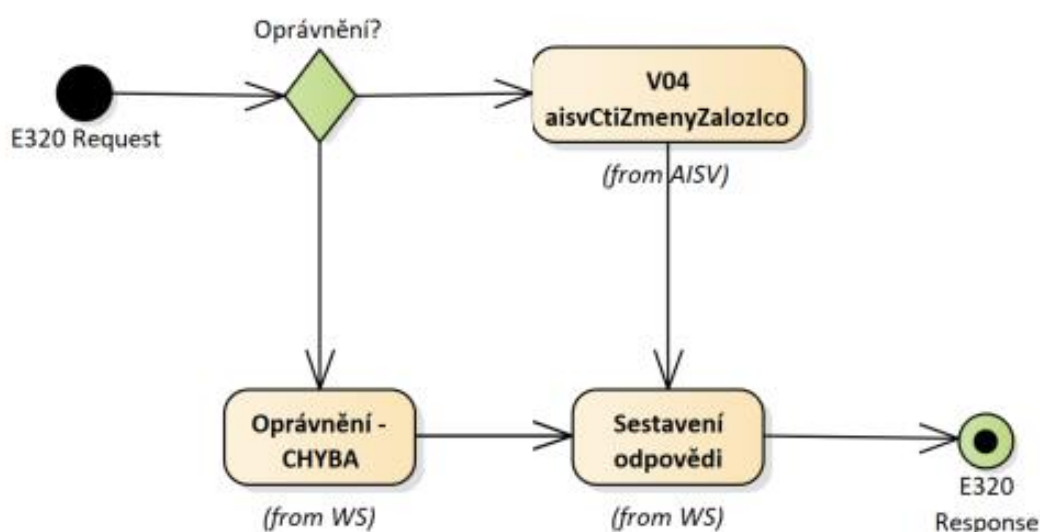 Oprávnění?
E320 Request
V04
aisvCtiZmenyZalozIco
(from AISV)
Oprávnění -
CHYBA
(from WS)
Sestavení
odpovědi
(from WS)
E320
Response